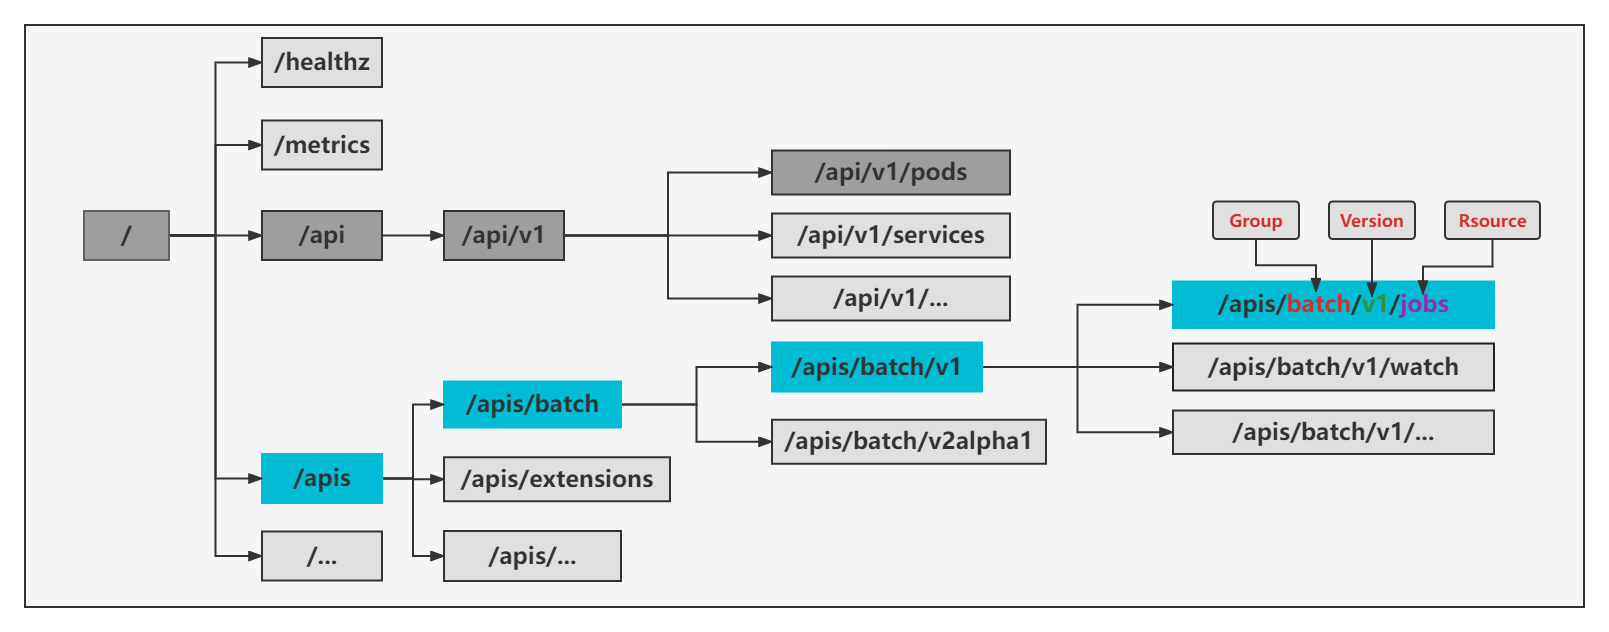 /
/healthz
/metrics
/api
/apis
/...
/api/v1
/apis/batch
/apis/extensions
/apis/...
/api/v1/pods
/api/v1/services
/api/v1/...
/apis/batch/v1
/apis/batch/v2alpha1
Group
Version
Rsource
/apis/batch/v1/jobs
/apis/batch/v1/watch
/apis/batch/v1/...